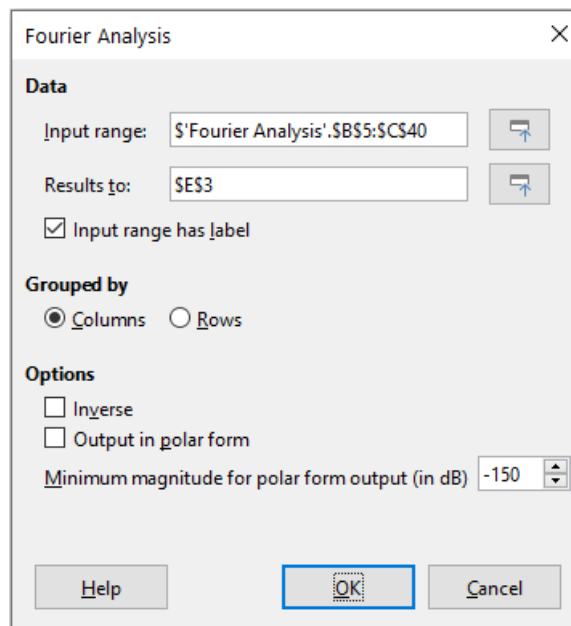 Fourier Analysis
Data
Input range: $'Fourier Analysis'.$B$5:$C$40
Results to: $E$3
Input range has label
Grouped by
Columns Rows
Options
Inverse
Output in polar form
Minimum magnitude for polar form output (in dB) -150
Help OK Cancel